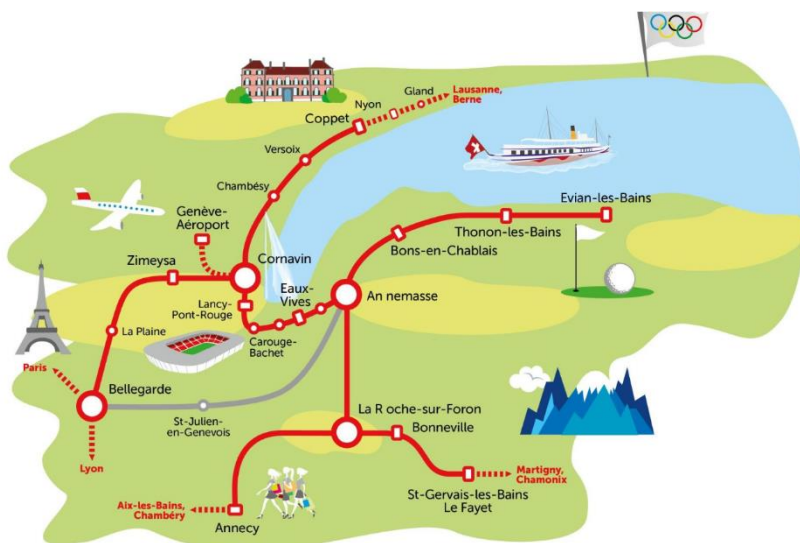 Gland
Lausanne,
Berne
Nyon
Coppet
Versoix
Chambésy
Genève-
Aéroport
Evian-les-Bains
Thonon-les-Bains
Bons-en-Chablais
Zimeysa
Cornavin
Eaux-
Vives
An nemasse
Lancy-
Pont-Rouge
La Plaine
Carouge-
Bachet
Paris
Bellegarde
St-Julien-
en-Genevois
La R oche-sur-Foron
Bonneville
Lyon
Martigny,
Chamonix
St-Gervais-les-Bains
Le Fayet
Aix-les-Bains,
Chambéry
Annecy